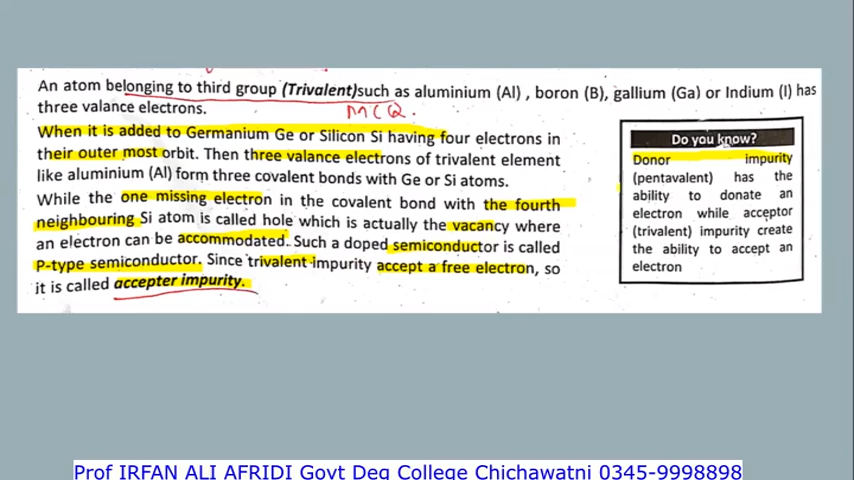 An atom belonging to third group (Trivalent)such as aluminium (Al) , boron (B), gallium (Ga) or Indium (I) has
three valance electrons.
MCQ.
When it is added to Germanium Ge or Silicon Si having four electrons in
their outer most orbit. Then three valance electrons of trivalent element
like aluminium (Al) form three covalent bonds with Ge or Si atoms.
While the one missing electron in the covalent bond with the fourth
neighbouring Si atom is called hole which is actually the vacancy where
an electron can be accommodated. Such a doped semiconductor is called
P-type semiconductor. Since trivalent impurity accept a free electron, so
it is called accepter impurity.
Do you know?
Donor impurity
(pentavalent) has the
ability to donate an
electron while acceptor
(trivalent) impurity create
the ability to accept an
electron
Prof IRFAN ALI AFRIDI Govt Deg College Chichawatni 0345-9998898